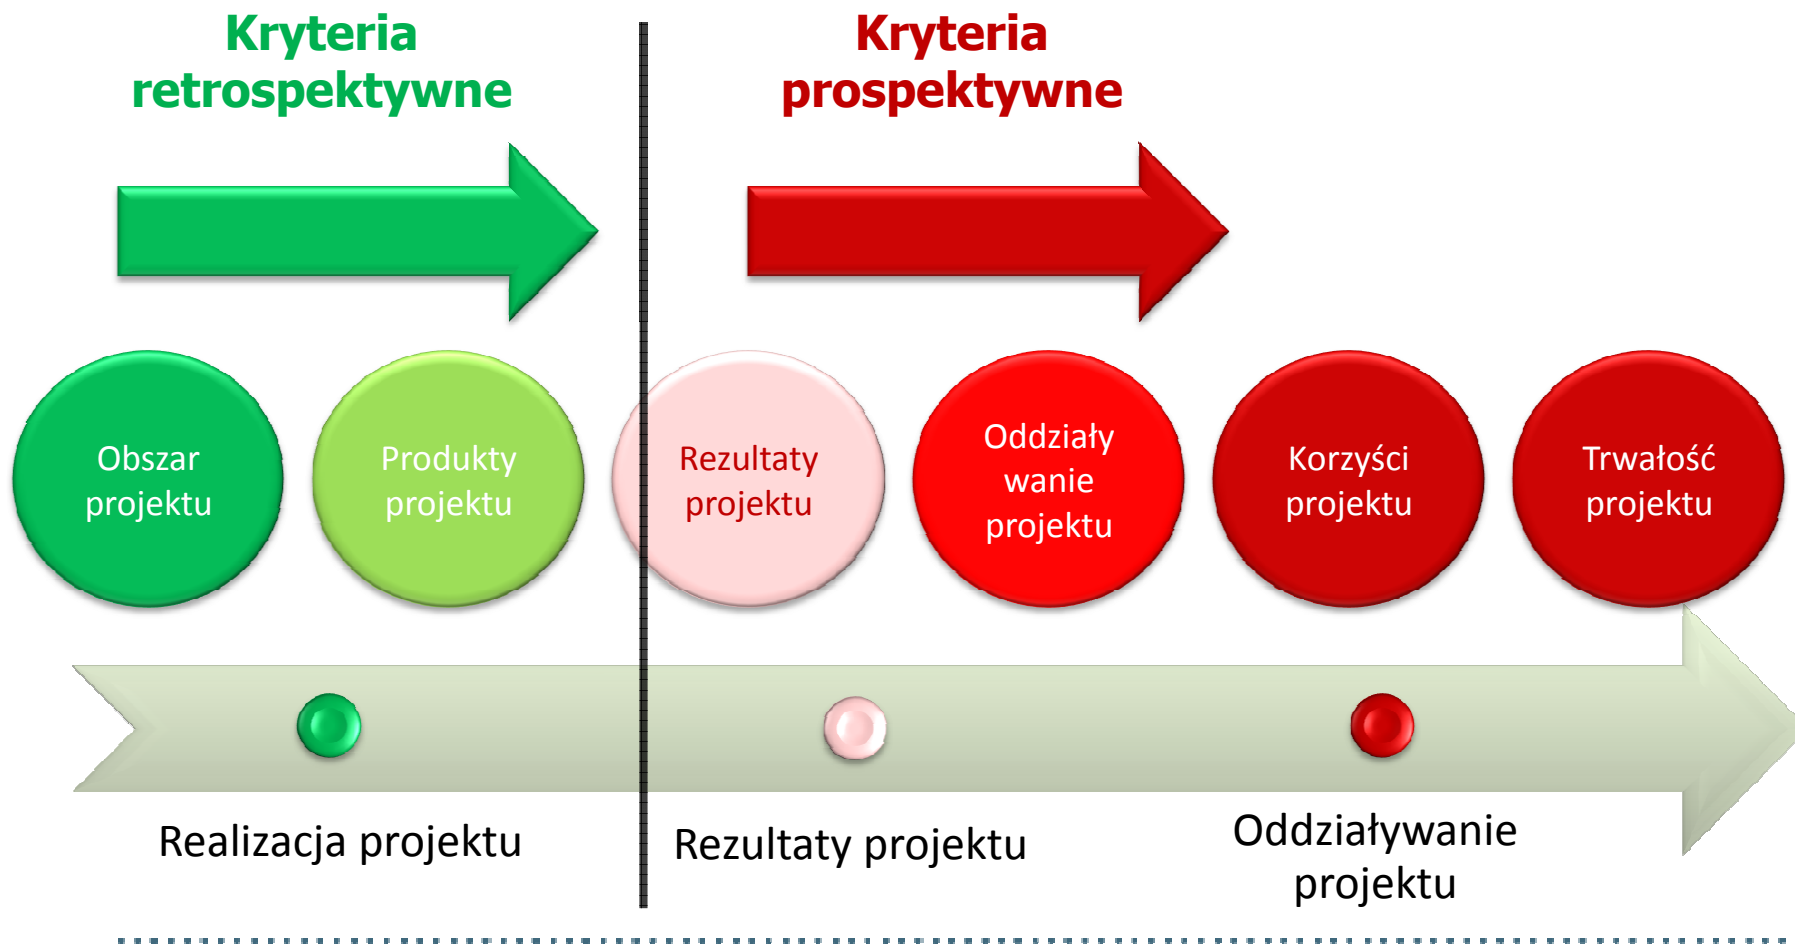 Kryteria
retrospektywne
Kryteria
prospektywne
Obszar
projektu
Produkty
projektu
Rezultaty
projektu
Oddziały
wanie
projektu
Korzyści
projektu
Trwałość
projektu
Realizacja projektu
Rezultaty projektu
Oddziaływanie
projektu